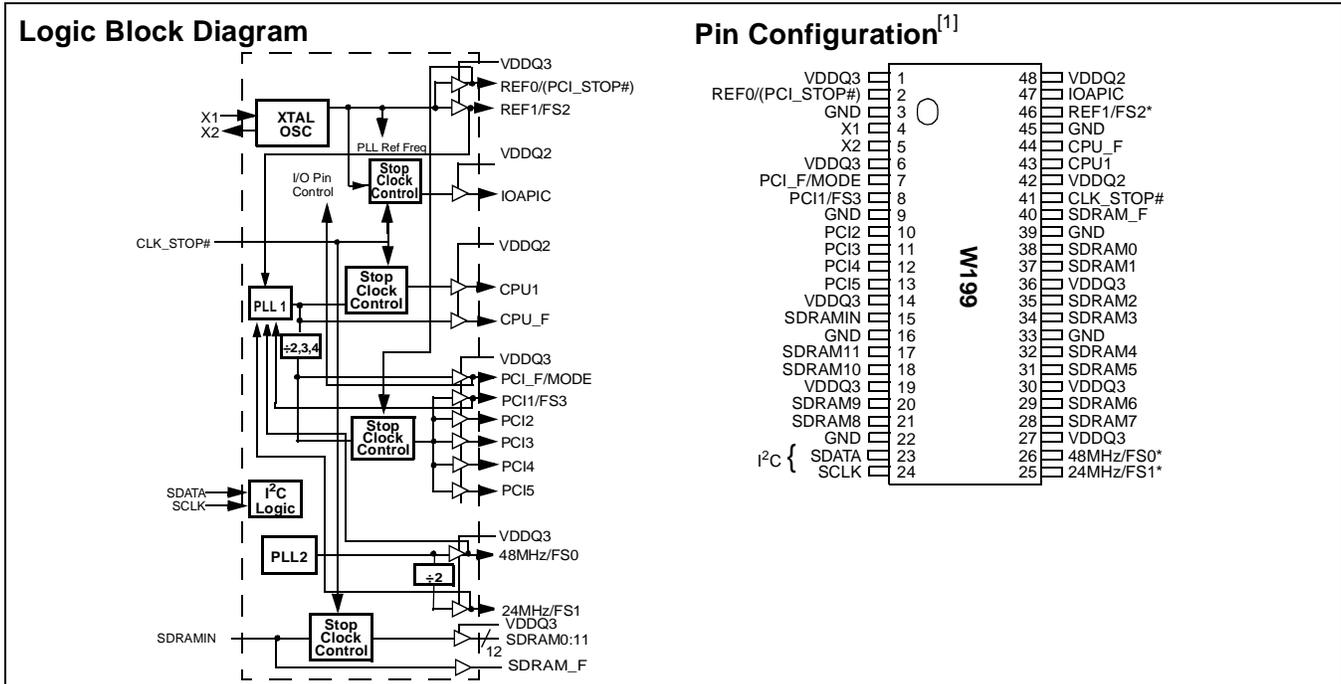 Logic Block Diagram
VDDQ3
REF0/(PCI_STOP#)
REF1/FS2
X1
X2
XTAL
OSC
PLL Ref Freq
VDDQ2
I/O Pin
Control
Stop
Clock
Control
IOAPIC
CLK_STOP#
VDDQ2
Stop
Clock
Control
CPU1
PLL 1
CPU_F
÷2,3,4
VDDQ3
PCI_F/MODE
PCI1/FS3
PCI2
Stop
Clock
Control
PCI3
PCI4
PCI5
SDATA
SCLK
I2C
Logic
VDDQ3
PLL2
48MHz/FS0
÷2
24MHz/FS1
VDDQ3
SDRAMIN
Stop
Clock
Control
SDRAM0:11
12
SDRAM_F
Pin Configuration[1]
VDDQ3 1
REF0/(PCI_STOP#) 2
GND 3
X1 4
X2 5
VDDQ3 6
PCI_F/MODE 7
PCI1/FS3 8
GND 9
PCI2 10
PCI3 11
PCI4 12
PCI5 13
VDDQ3 14
SDRAMIN 15
GND 16
SDRAM11 17
SDRAM10 18
VDDQ3 19
SDRAM9 20
SDRAM8 21
GND 22
I2C { SDATA 23
SCLK 24
W199
48 VDDQ2
47 IOAPIC
46 REF1/FS2*
45 GND
44 CPU_F
43 CPU1
42 VDDQ2
41 CLK_STOP#
40 SDRAM_F
39 GND
38 SDRAM0
37 SDRAM1
36 VDDQ3
35 SDRAM2
34 SDRAM3
33 GND
32 SDRAM4
31 SDRAM5
30 VDDQ3
29 SDRAM6
28 SDRAM7
27 VDDQ3
26 48MHz/FS0*
25 24MHz/FS1*